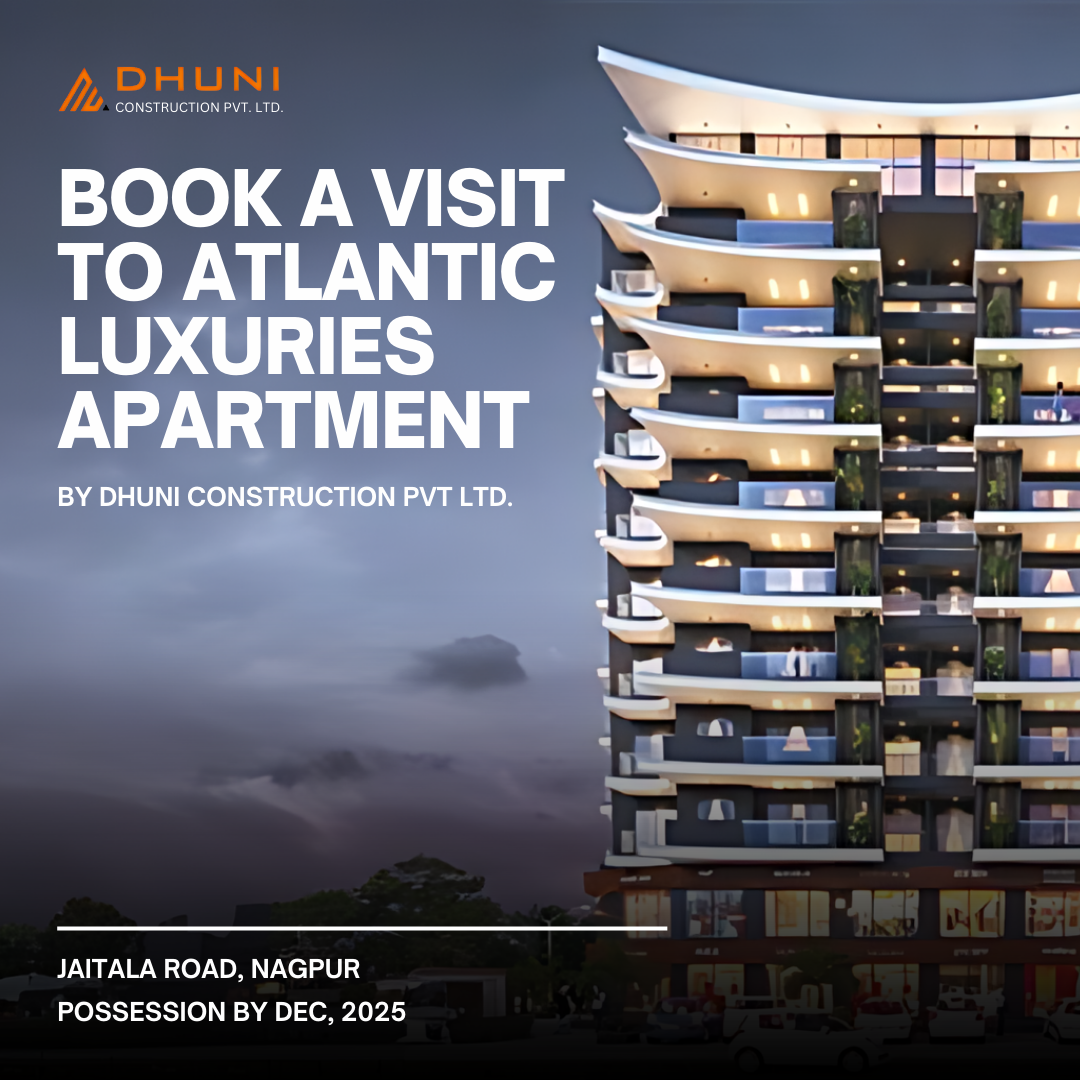 DHUNI
CONSTRUCTION PVT. LTD.
BOOK A VISIT
TO ATLANTIC
LUXURIES
APARTMENT
BY DHUNI CONSTRUCTION PVT LTD.
JAITALA ROAD, NAGPUR
POSSESSION BY DEC, 2025